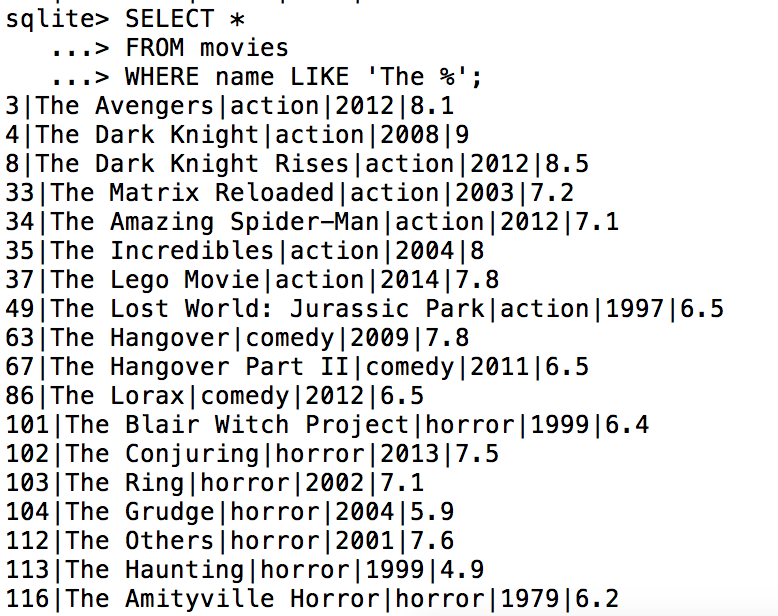 sqlite> SELECT *
...> FROM movies
...> WHERE name LIKE 'The %';
3|The Avengers|action|2012|8.1
4|The Dark Knight|action|2008|9
8|The Dark Knight Rises|action|2012|8.5
33|The Matrix Reloaded|action|2003|7.2
34|The Amazing Spider-Man|action|2012|7.1
35|The Incredibles|action|2004|8
37|The Lego Movie|action|2014|7.8
49|The Lost World: Jurassic Park|action|1997|6.5
63|The Hangover|comedy|2009|7.8
67|The Hangover Part II|comedy|2011|6.5
86|The Lorax|comedy|2012|6.5
101|The Blair Witch Project|horror|1999|6.4
102|The Conjuring|horror|2013|7.5
103|The Ring|horror|2002|7.1
104|The Grudge|horror|2004|5.9
112|The Others|horror|2001|7.6
113|The Haunting|horror|1999|4.9
116|The Amityville Horror|horror|1979|6.2